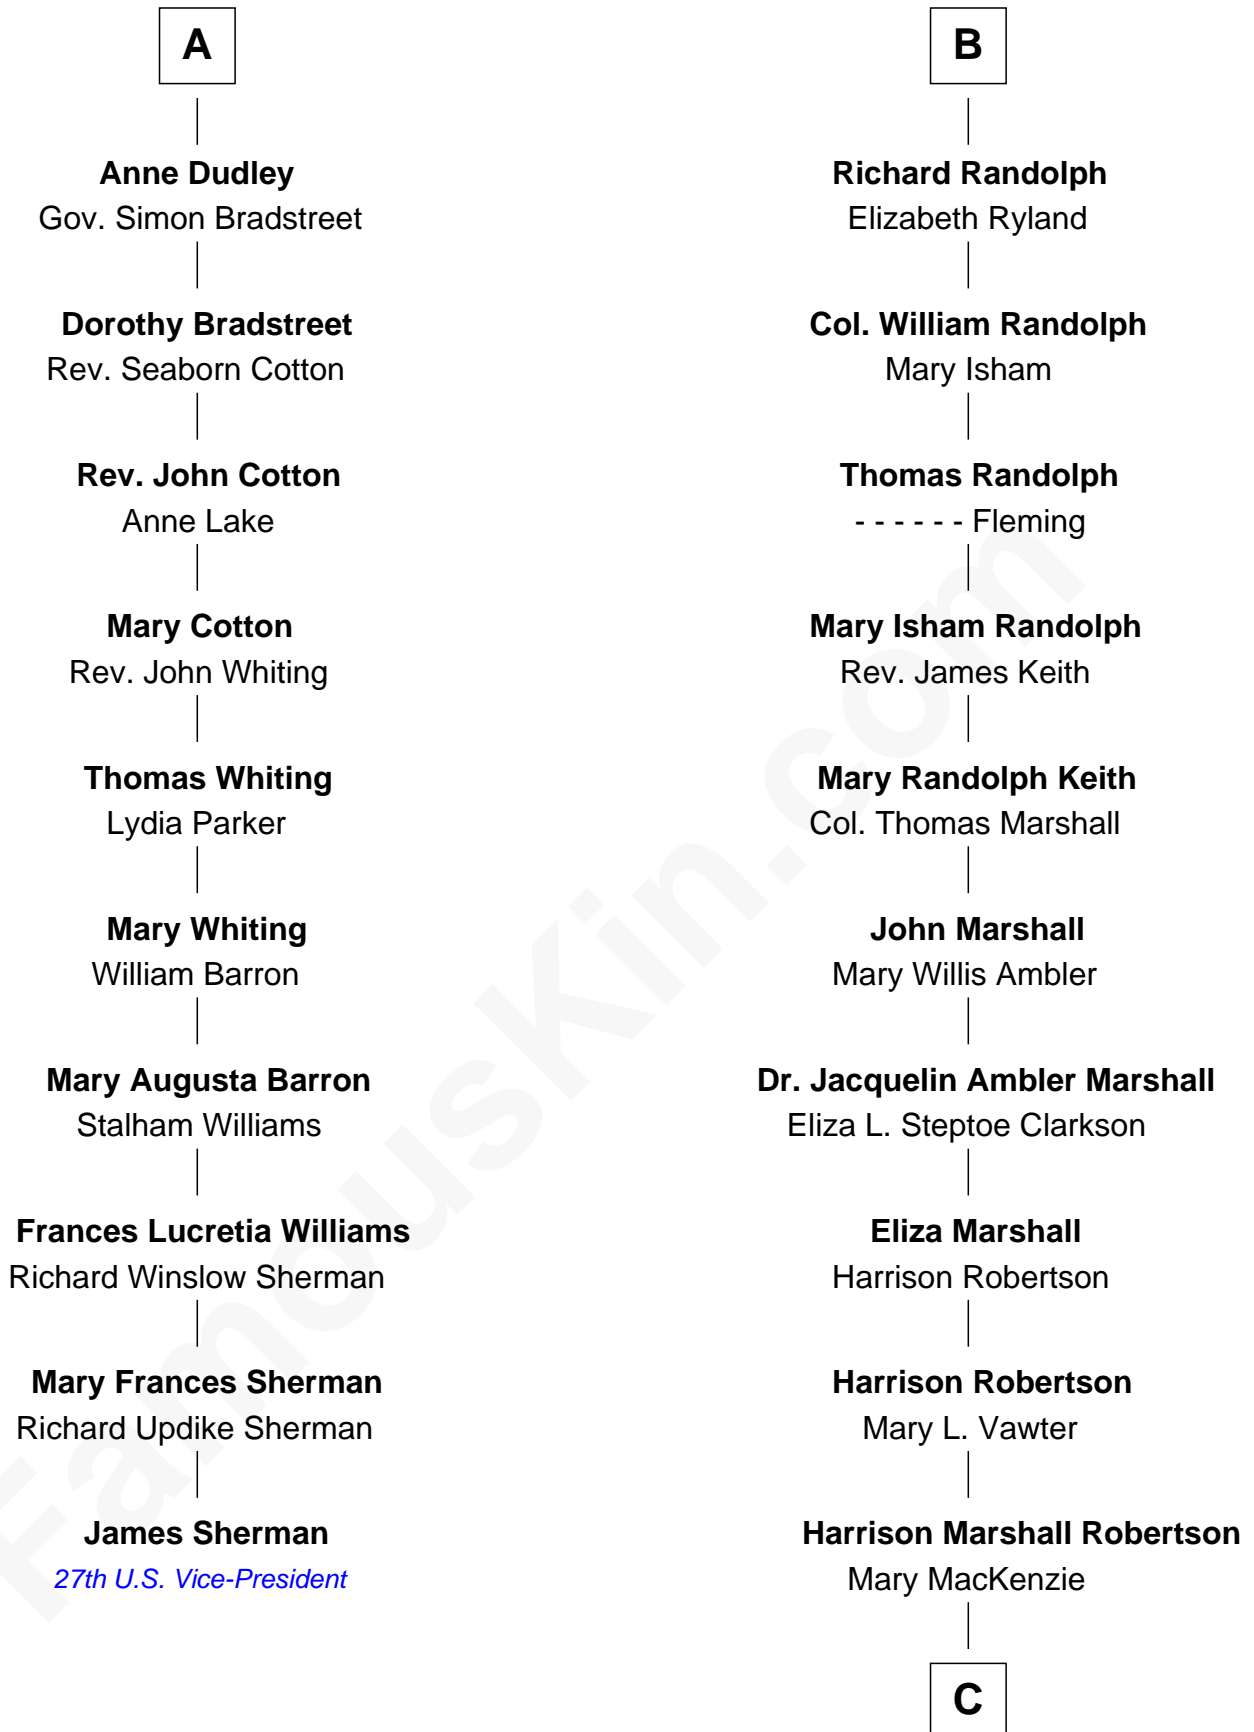 A
Anne Dudley
Gov. Simon Bradstreet
Dorothy Bradstreet
Rev. Seaborn Cotton
Rev. John Cotton
Anne Lake
Mary Cotton
Rev. John Whiting
Thomas Whiting
Lydia Parker
Mary Whiting
William Barron
Mary Augusta Barron
Stalham Williams
Frances Lucretia Williams
Richard Winslow Sherman
Mary Frances Sherman
Richard Updike Sherman
James Sherman
27th U.S. Vice-President
B
Richard Randolph
Elizabeth Ryland
Col. William Randolph
Mary Isham
Thomas Randolph
- - - - - - Fleming
Mary Isham Randolph
Rev. James Keith
Mary Randolph Keith
Col. Thomas Marshall
John Marshall
Mary Willis Ambler
Dr. Jacquelin Ambler Marshall
Eliza L. Steptoe Clarkson
Eliza Marshall
Harrison Robertson
Harrison Robertson
Mary L. Vawter
Harrison Marshall Robertson
Mary MacKenzie
C
FamousKin.com